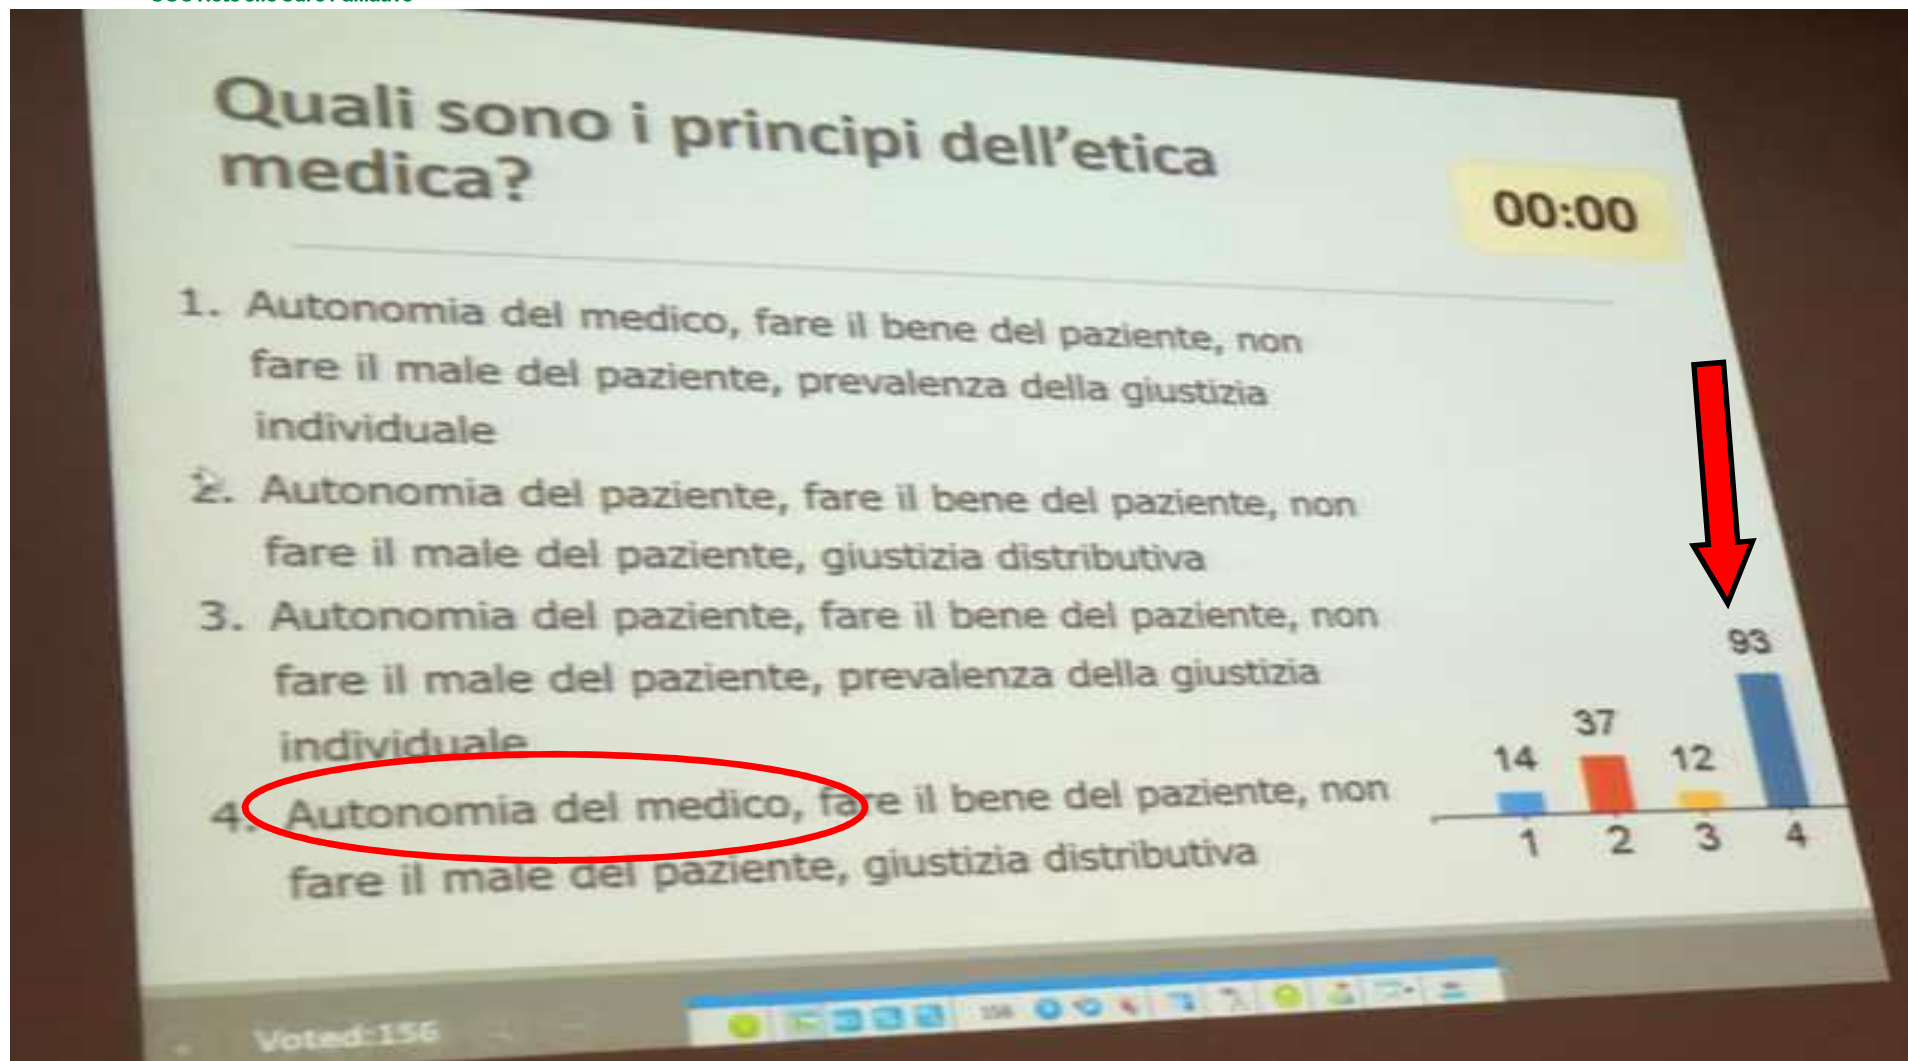 Quali sono i principi dell'etica
medica?
00:00
1. Autonomia del medico, fare il bene del paziente, non
fare il male del paziente, prevalenza della giustizia
individuale
2. Autonomia del paziente, fare il bene del paziente, non
fare il male del paziente, giustizia distributiva
3. Autonomia del paziente, fare il bene del paziente, non
fare il male del paziente, prevalenza della giustizia
individuale
4. Autonomia del medico, fare il bene del paziente, non
fare il male del paziente, giustizia distributiva
14 37 12 93
1 2 3 4
Voted:156
156